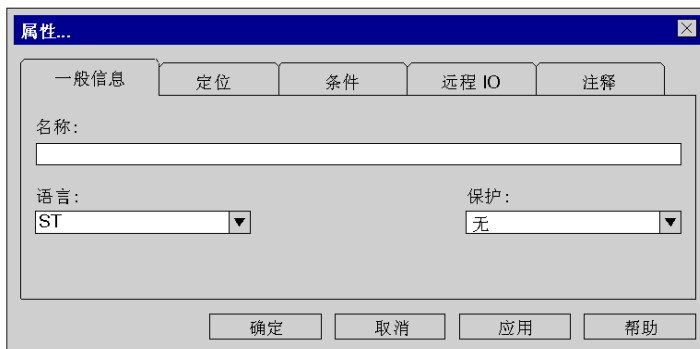 属性...
一般信息 定位 条件 远程 IO 注释
名称:
语言: 保护:
ST 无
确定 取消 应用 帮助